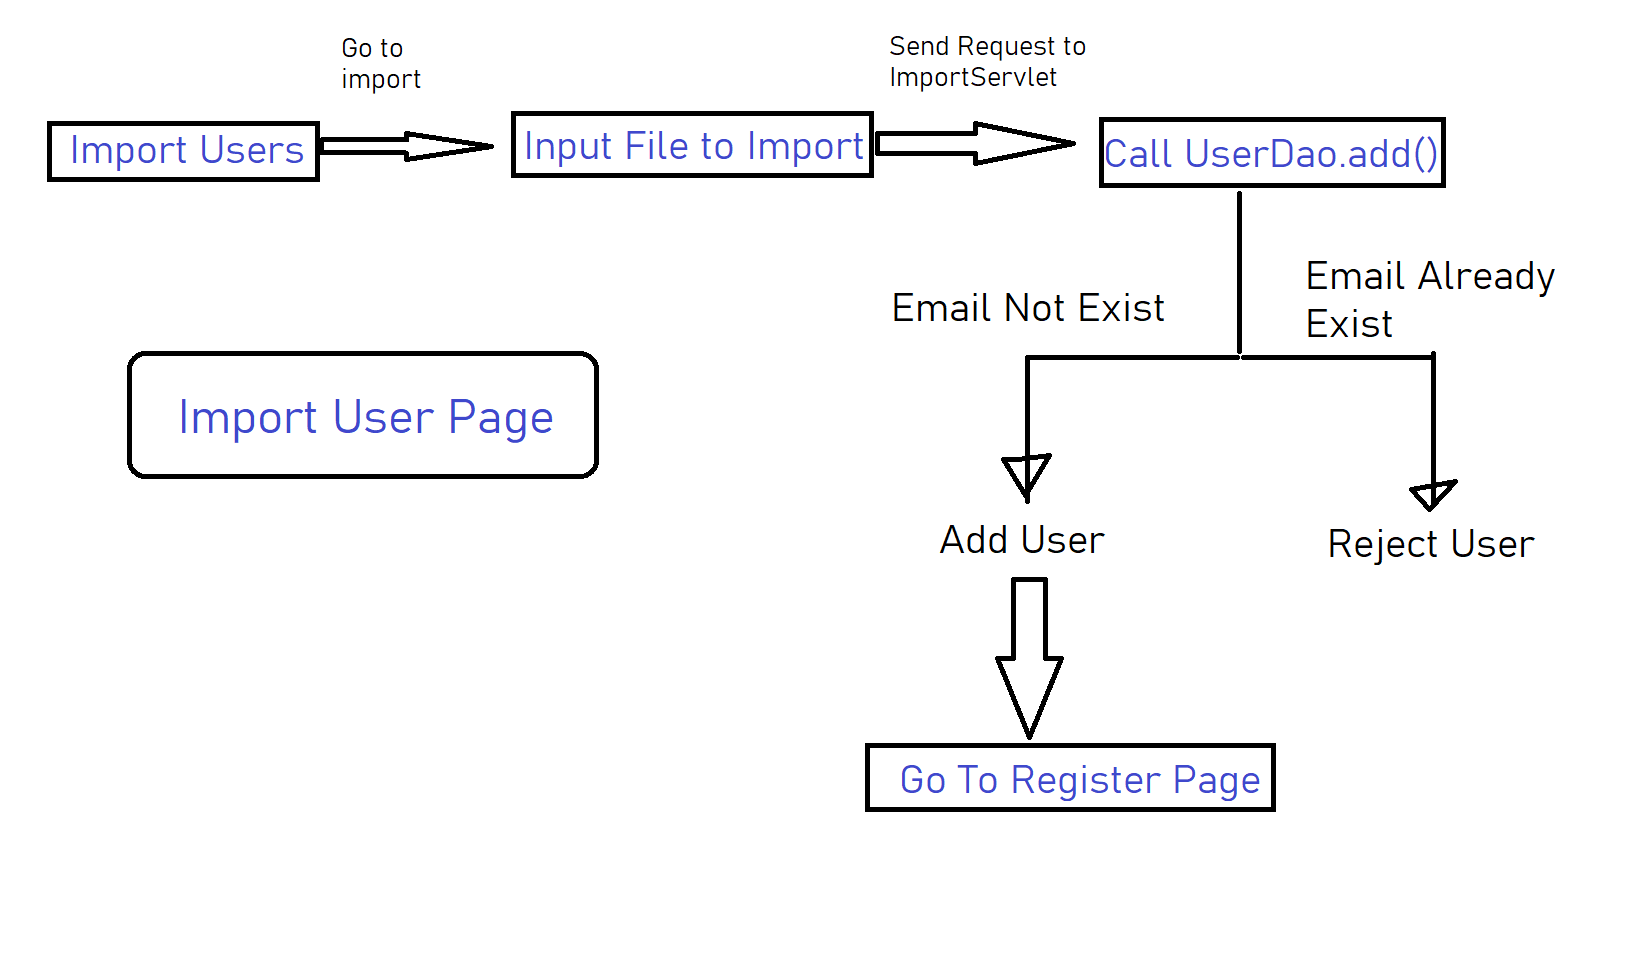 Go to
import
Send Request to
ImportServlet
Import Users
Input File to Import
Call UserDao.add()
Email Not Exist
Email Already
Exist
Import User Page
Add User
Reject User
Go To Register Page